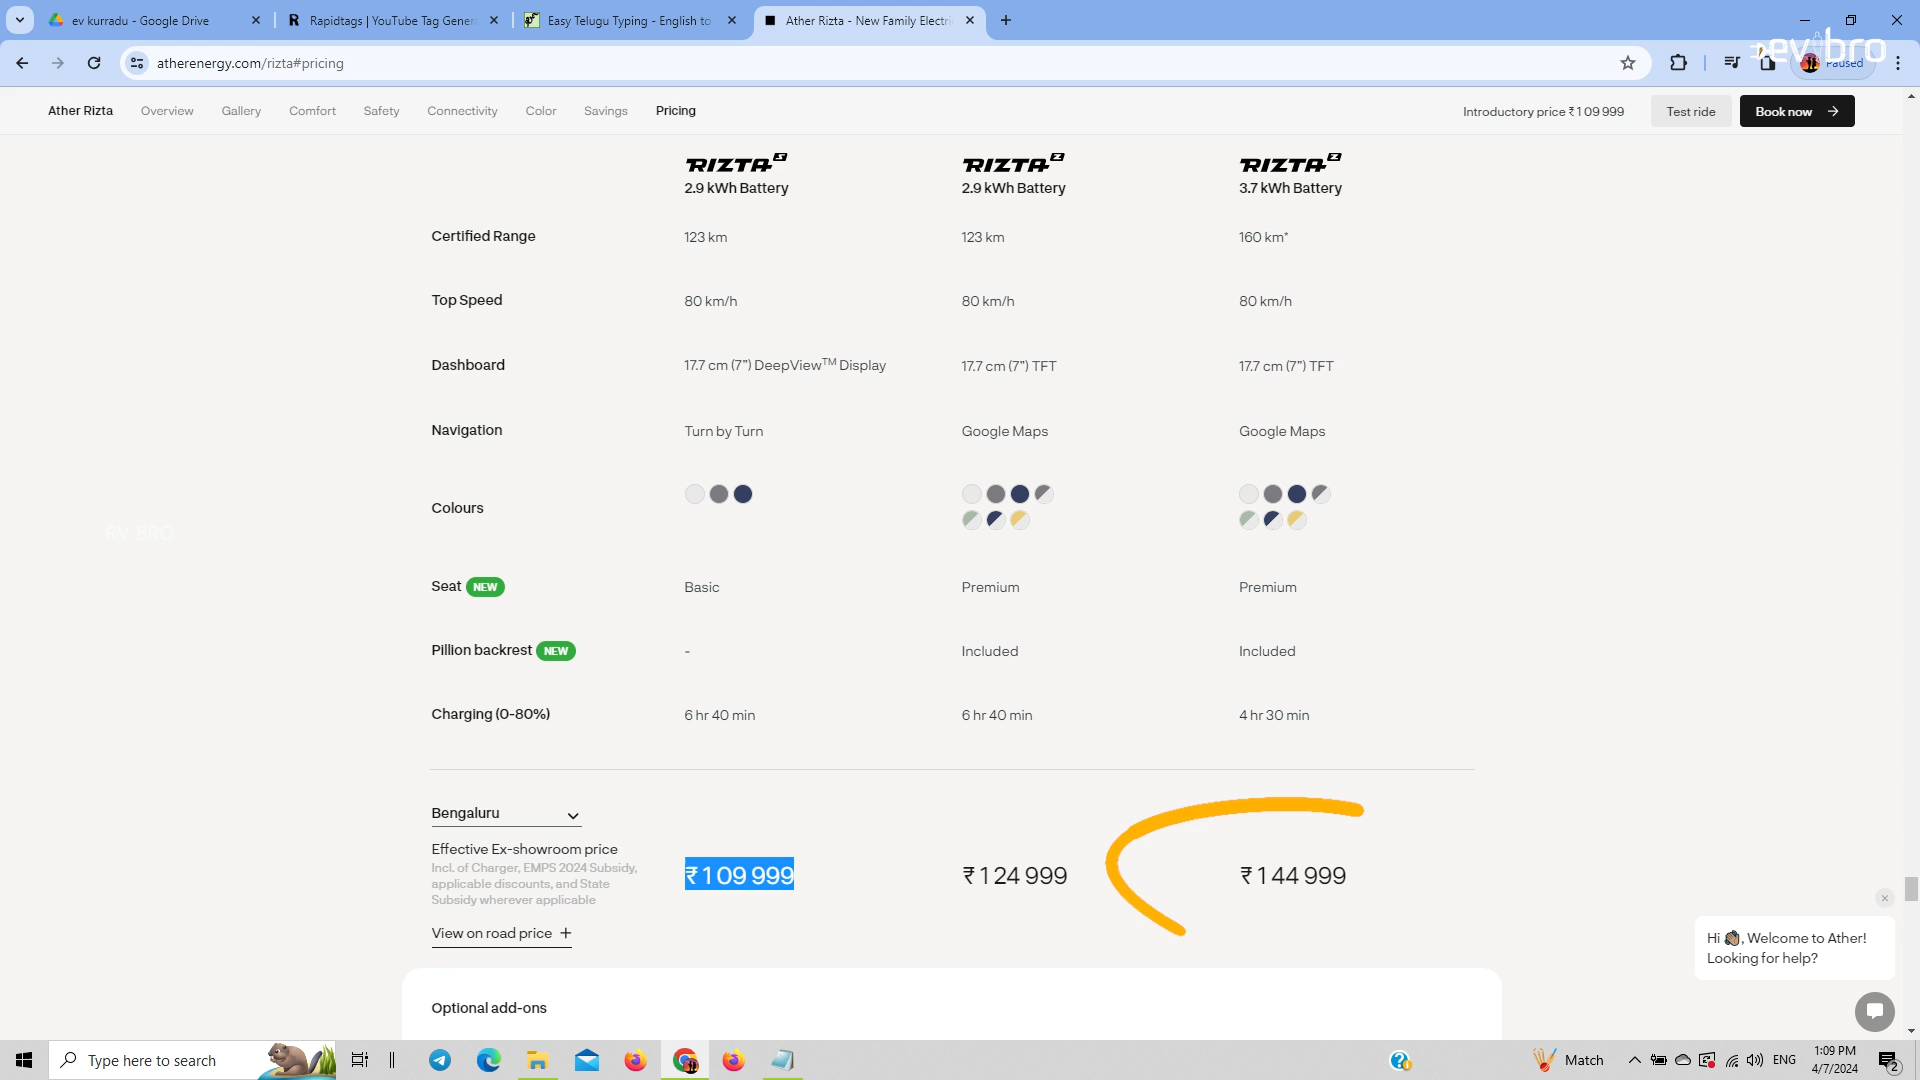 ev kurradu - Google Drive
Rapidtags | YouTube Tag Gener
Easy Telugu Typing - English to
Ather Rizta - New Family Electri
atherenergy.com/rizta#pricing
Paused
ev bro
Ather Rizta
Overview
Gallery
Comfort
Safety
Connectivity
Color
Savings
Pricing
Introductory price ₹ 1 09 999
Test ride
Book now
RIZTA S
RIZTA Z
RIZTA Z
2.9 kWh Battery
2.9 kWh Battery
3.7 kWh Battery
Certified Range
123 km
123 km
160 km*
Top Speed
80 km/h
80 km/h
80 km/h
Dashboard
17.7 cm (7") DeepView™ Display
17.7 cm (7") TFT
17.7 cm (7") TFT
Navigation
Turn by Turn
Google Maps
Google Maps
Colours
EV BRO
Seat NEW
Basic
Premium
Premium
Pillion backrest NEW
-
Included
Included
Charging (0-80%)
6 hr 40 min
6 hr 40 min
4 hr 30 min
Bengaluru
Effective Ex-showroom price
Incl. of Charger, EMPS 2024 Subsidy,
applicable discounts, and State
Subsidy wherever applicable
₹ 1 09 999
₹ 1 24 999
₹ 1 44 999
View on road price +
Hi 👋🏽, Welcome to Ather!
Looking for help?
Optional add-ons
Type here to search
Match
ENG
1:09 PM
4/7/2024
2